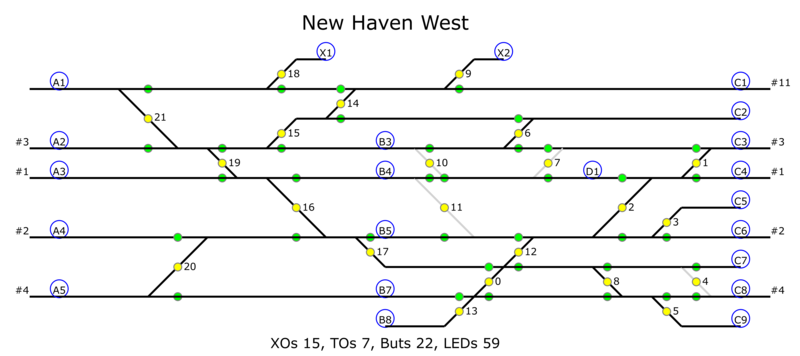 New Haven West
X1 X2
18 9
A1 C1 #11
14
21 C2
15 6
#3 A2 B3 C3 #3
19 10 7 1
#1 A3 B4 D1 C4 #1
16 11 2 C5
3
#2 A4 B5 C6 #2
17 12
20 C7
0 8 4
#4 A5 B7 C8 #4
13 5
B8 C9
XOs 15, TOs 7, Buts 22, LEDs 59